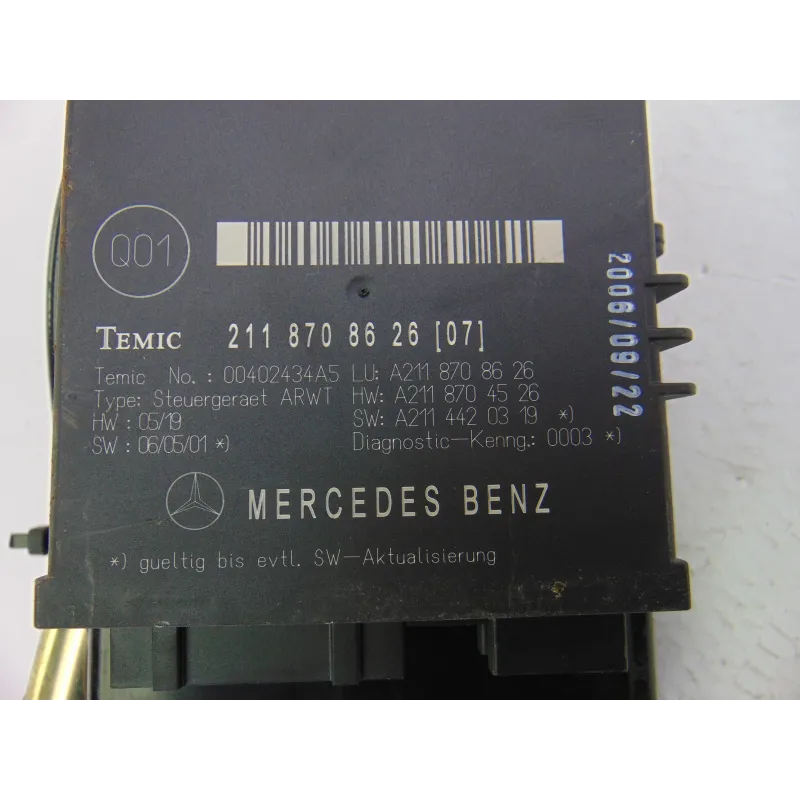 Q01
TEMIC 211 870 86 26 [07]
Temic No.: 00402434A5 LU: A211 870 86 26
Type: Steuergeraet ARWT HW: A211 870 45 26
HW : 05/19 SW: A211 442 03 19 *)
SW : 06/05/01 *) Diagnostic-Kenng.: 0003 *)
MERCEDES BENZ
*) gueltig bis evtl. SW-Aktualisierung
2006/09/22